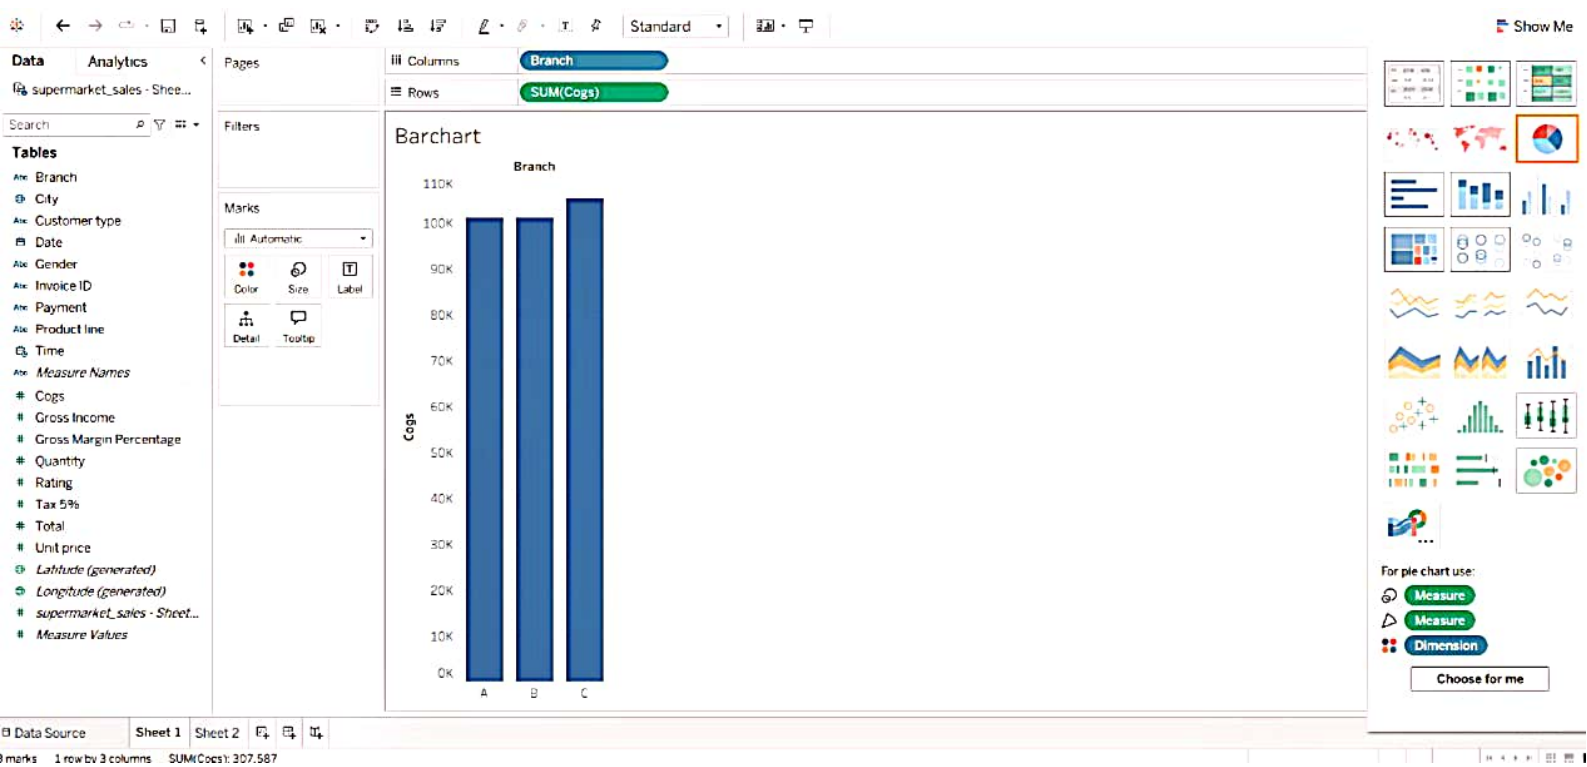 Standard
Show Me
Data Analytics
supermarket_sales - Shee...
Search
Tables
Branch
City
Customer type
Date
Gender
Invoice ID
Payment
Product line
Time
Measure Names
Cogs
Gross Income
Gross Margin Percentage
Quantity
Rating
Tax 5%
Total
Unit price
Latitude (generated)
Longitude (generated)
supermarket_sales - Sheet...
Measure Values
Pages
Filters
Marks
Automatic
Color Size Label
Detail Tooltip
Columns Branch
Rows SUM(Cogs)
Barchart
Branch
110K
100K
90K
80K
70K
60K
50K
40K
30K
20K
10K
0K
Cogs
A B C
For pie chart use:
Measure
Measure
Dimension
Choose for me
Data Source Sheet 1 Sheet 2
3 marks 1 row by 3 columns SUM(Cogs): 307,587